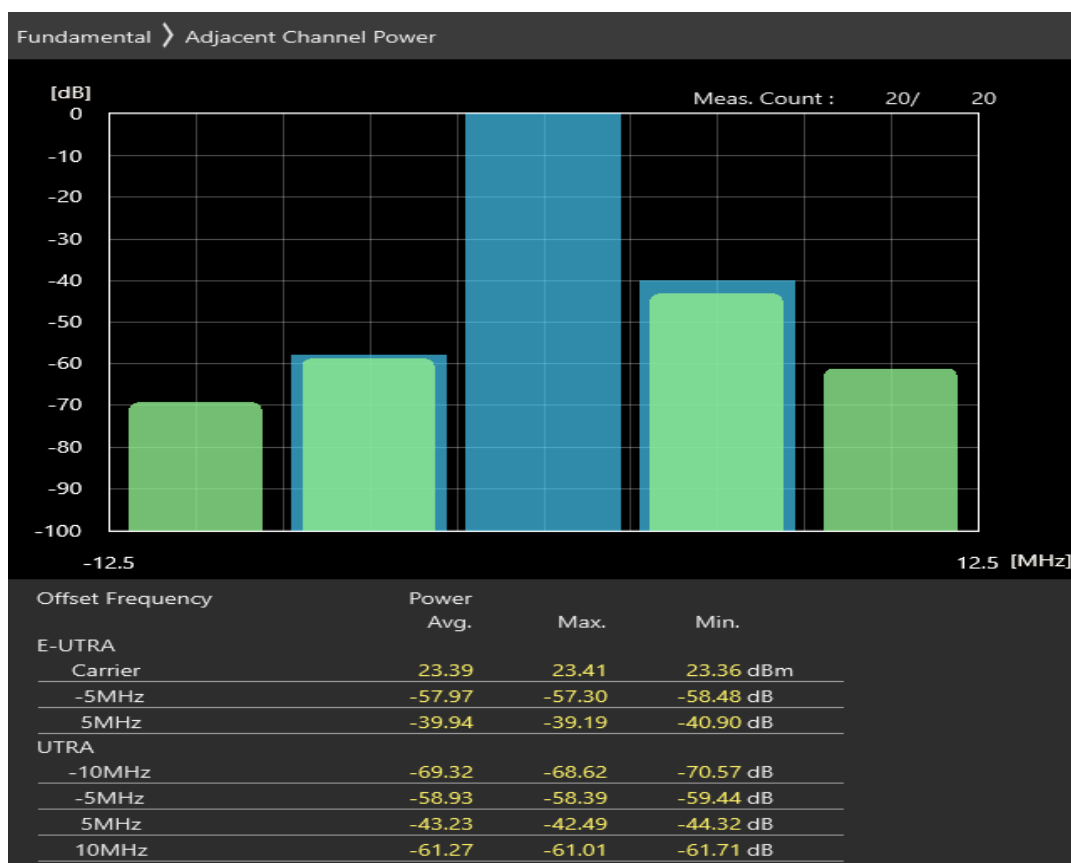 Fundamental 》 Adjacent Channel Power
[dB]
Meas. Count : 20/ 20
0
-10
-20
-30
-40
-50
-60
-70
-80
-90
-100
-12.5 12.5 [MHz]
Offset Frequency Power
Avg. Max. Min.
E-UTRA
Carrier 23.39 23.41 23.36 dBm
-5MHz -57.97 -57.30 -58.48 dB
5MHz -39.94 -39.19 -40.90 dB
UTRA
-10MHz -69.32 -68.62 -70.57 dB
-5MHz -58.93 -58.39 -59.44 dB
5MHz -43.23 -42.49 -44.32 dB
10MHz -61.27 -61.01 -61.71 dB